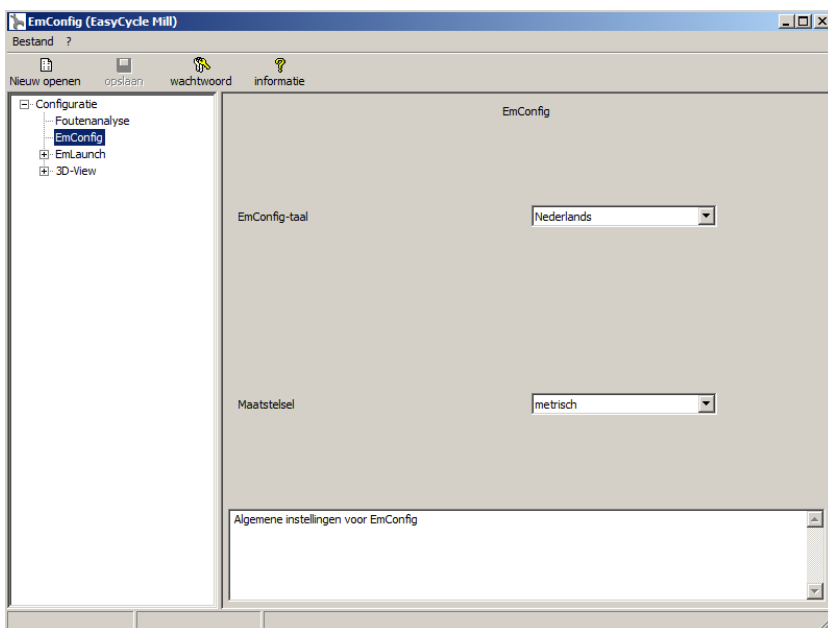 EmConfig (EasyCycle Mill)
Bestand ?
Nieuw openen opslaan wachtwoord informatie
Configuratie
Foutenanalyse
EmConfig
EmLaunch
3D-View
EmConfig
EmConfig-taal Nederlands
Maatstelsel metrisch
Algemene instellingen voor EmConfig